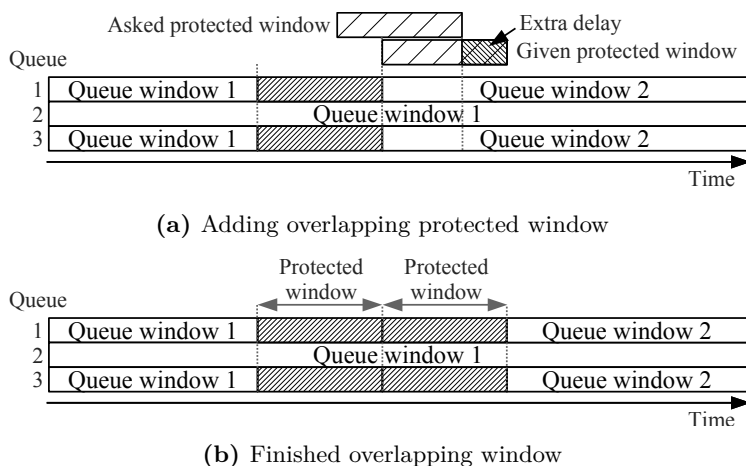 Asked protected window
Extra delay
Given protected window
Queue
1 Queue window 1 Queue window 2
2 Queue window 1
3 Queue window 1 Queue window 2
Time
(a) Adding overlapping protected window
Protected window
Protected window
Queue
1 Queue window 1 Queue window 2
2 Queue window 1
3 Queue window 1 Queue window 2
Time
(b) Finished overlapping window